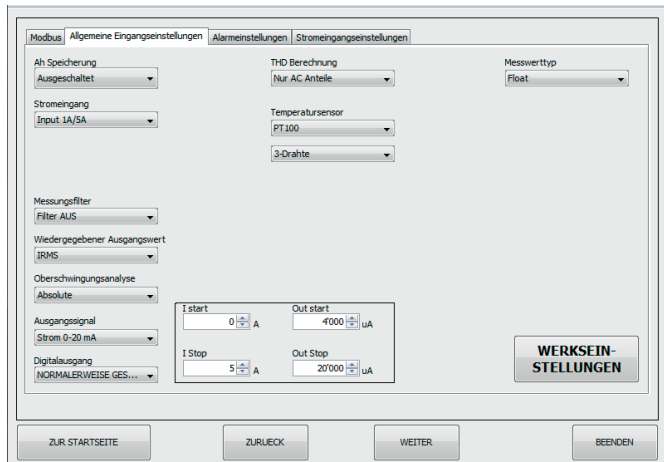 Modbus Allgemeine Eingangseinstellungen Alarmeinstellungen Stromeingangseinstellungen
Ah Speicherung THD Berechnung Messwerttyp
Ausgeschaltet Nur AC Anteile Float
Stromeingang Temperatursensor
Input 1A/5A PT100
3-Drahte
Messungsfilter
Filter AUS
Wiedergegebener Ausgangswert
IRMS
Oberschwingungsanalyse
Absolute
Ausgangssignal
Strom 0-20 mA
Digitalausgang
NORMALERWEISE GES...
I start Out start
0 A 4'000 uA
I Stop Out Stop
5 A 20'000 uA
WERKSEIN-
STELLUNGEN
ZUR STARTSEITE ZURUECK WEITER BEENDEN